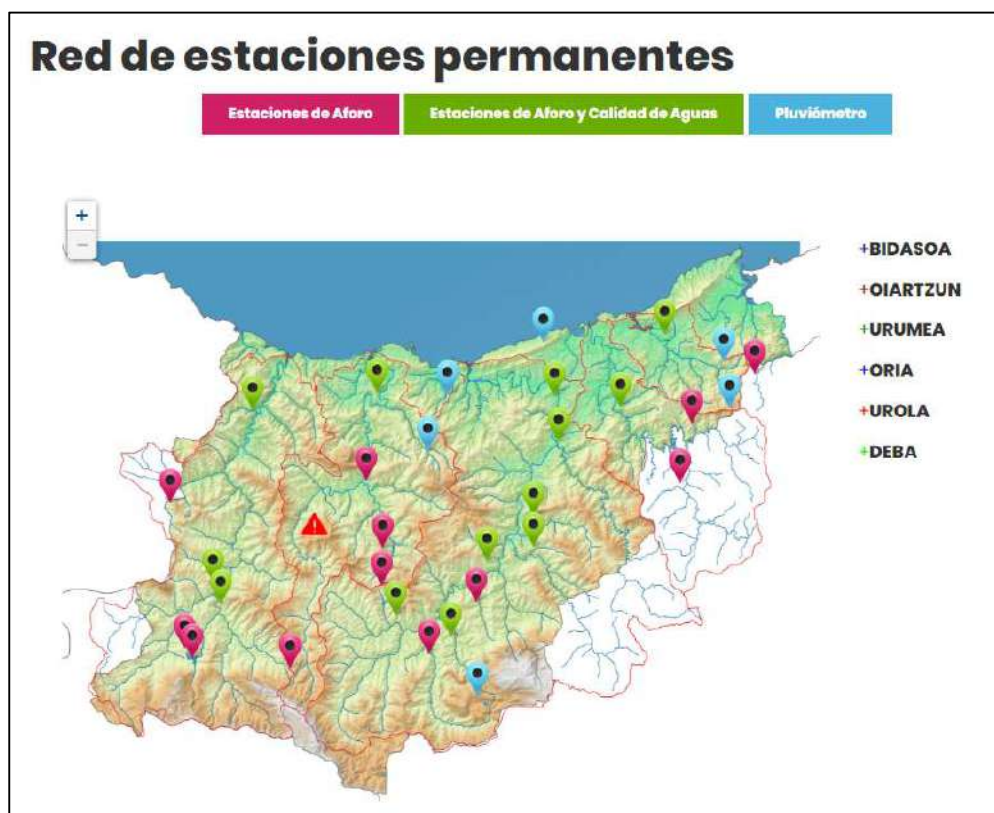 Red de estaciones permanentes
Estaciones de Aforo
Estaciones de Aforo y Calidad de Aguas
Pluviómetro
+
−
+BIDASOA
+OIARTZUN
+URUMEA
+ORIA
+UROLA
+DEBA